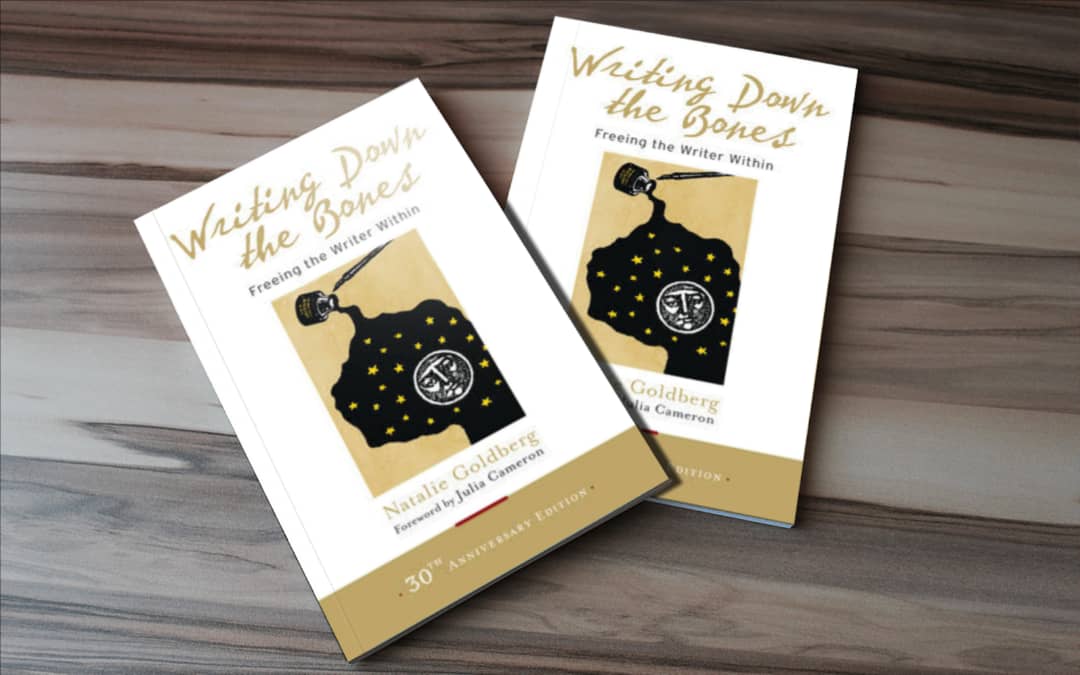 Writing Down
the Bones
Freeing the Writer Within
Natalie Goldberg
Foreword by Julia Cameron
· 30TH ANNIVERSARY EDITION ·
Writing Down
the Bones
Freeing the Writer Within
Goldberg
Julia Cameron
EDITION ·